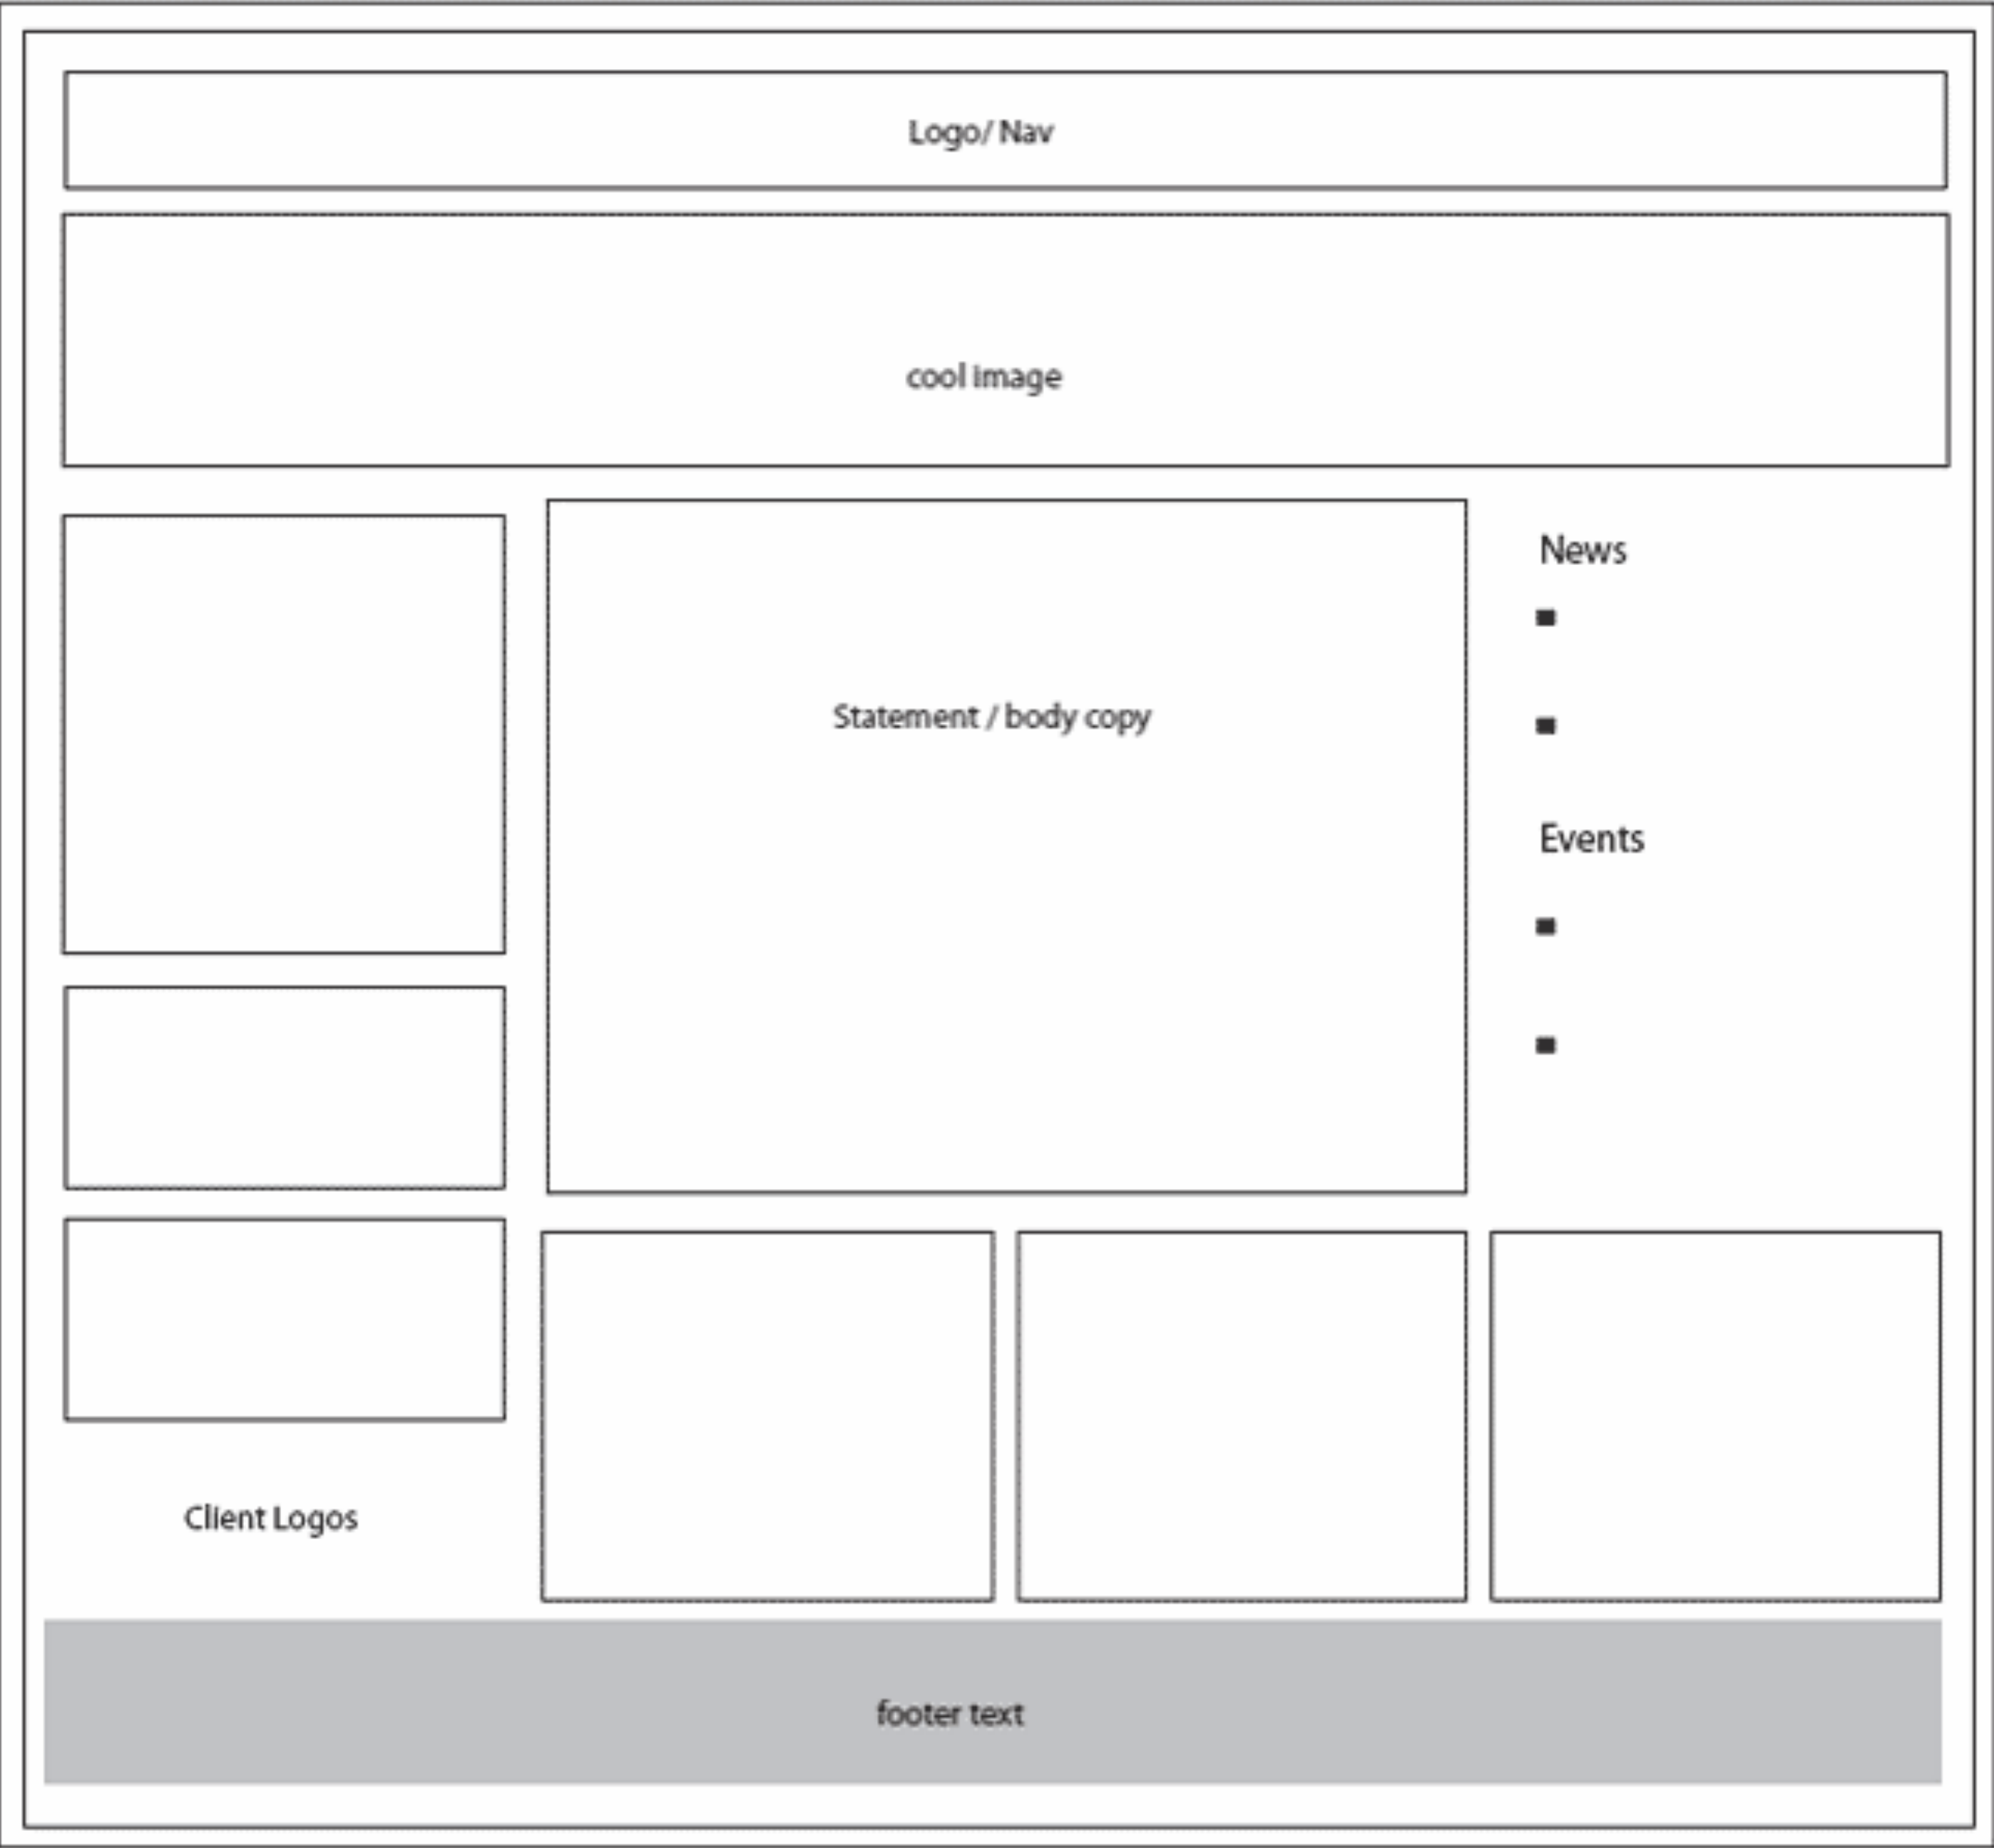 Logo/ Nav
cool image
News
Statement / body copy
Events
Client Logos
footer text